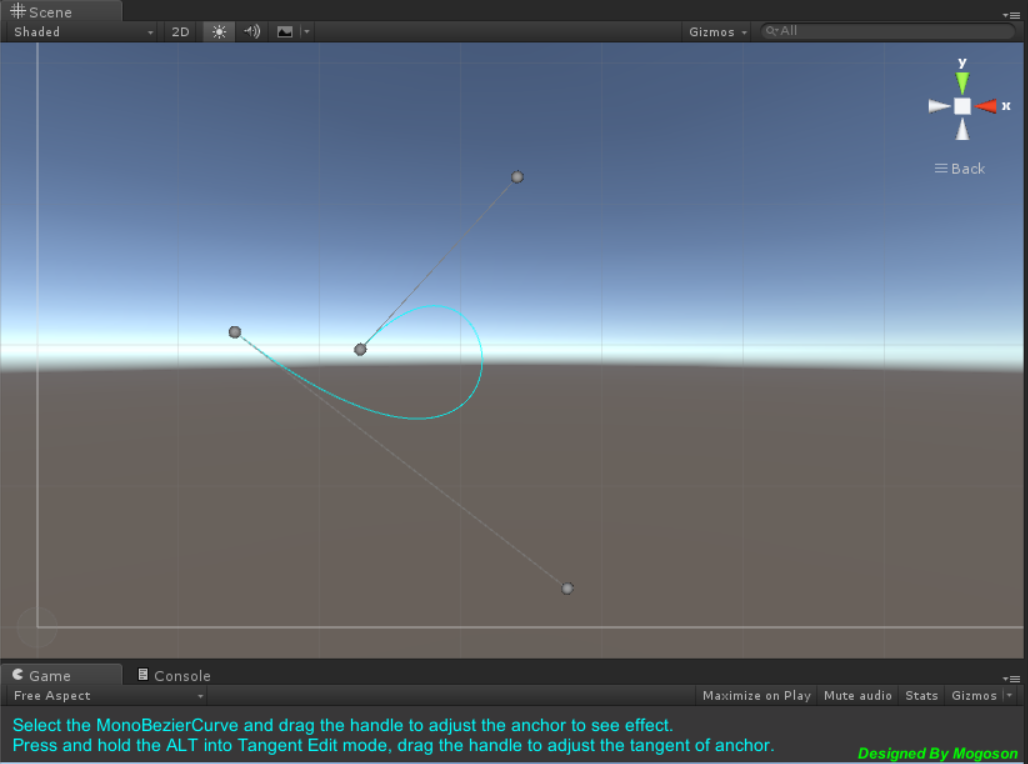 Scene
Shaded 2D Gizmos All
y
x
Back
Game Console
Free Aspect Maximize on Play Mute audio Stats Gizmos
Select the MonoBezierCurve and drag the handle to adjust the anchor to see effect.
Press and hold the ALT into Tangent Edit mode, drag the handle to adjust the tangent of anchor.
Designed By Mogoson